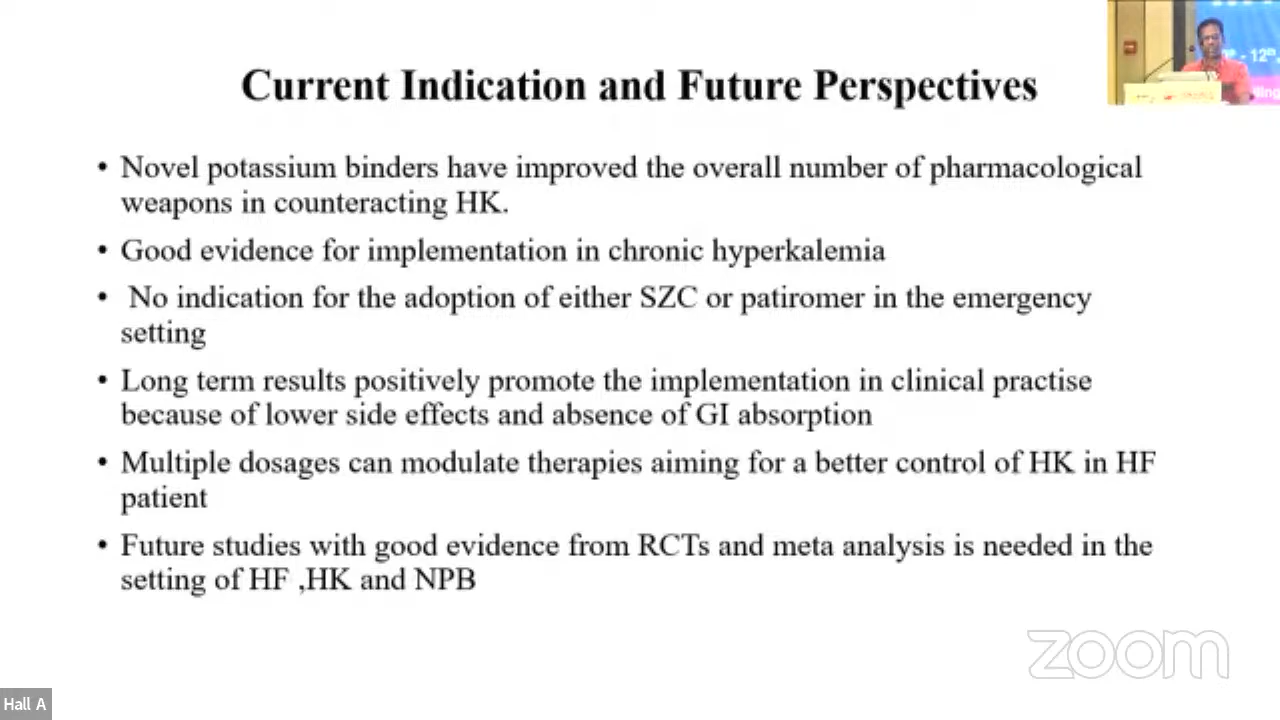 Current Indication and Future Perspectives
• Novel potassium binders have improved the overall number of pharmacological
weapons in counteracting HK.
• Good evidence for implementation in chronic hyperkalemia
• No indication for the adoption of either SZC or patiromer in the emergency
setting
• Long term results positively promote the implementation in clinical practise
because of lower side effects and absence of GI absorption
• Multiple dosages can modulate therapies aiming for a better control of HK in HF
patient
• Future studies with good evidence from RCTs and meta analysis is needed in the
setting of HF ,HK and NPB
- 12th
zoom
Hall A